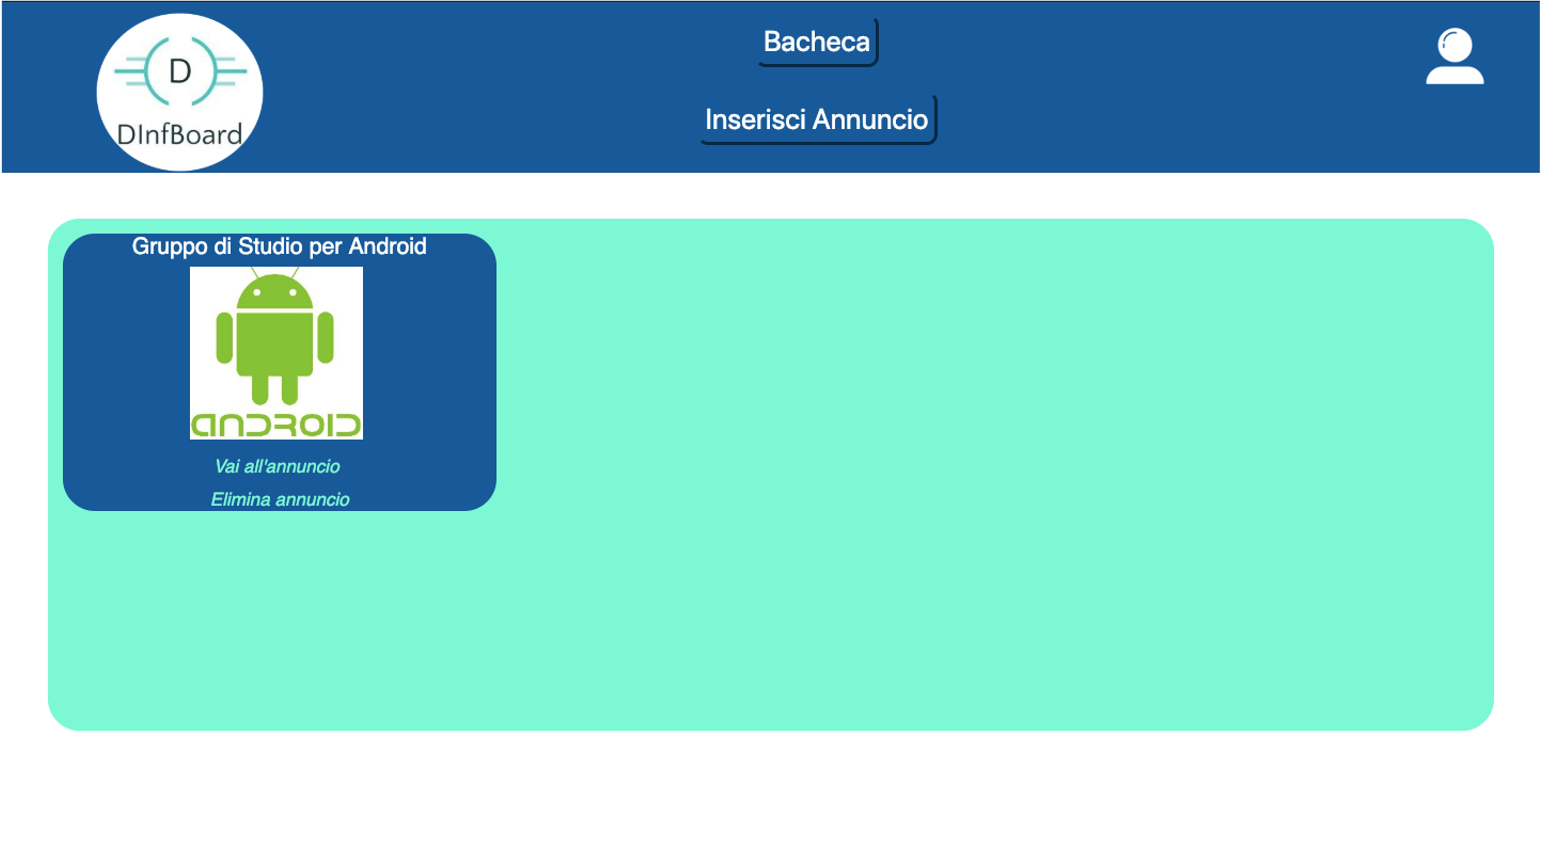 D
DInfBoard
Bacheca
Inserisci Annuncio
Gruppo di Studio per Android
ANDROID
Vai all'annuncio
Elimina annuncio